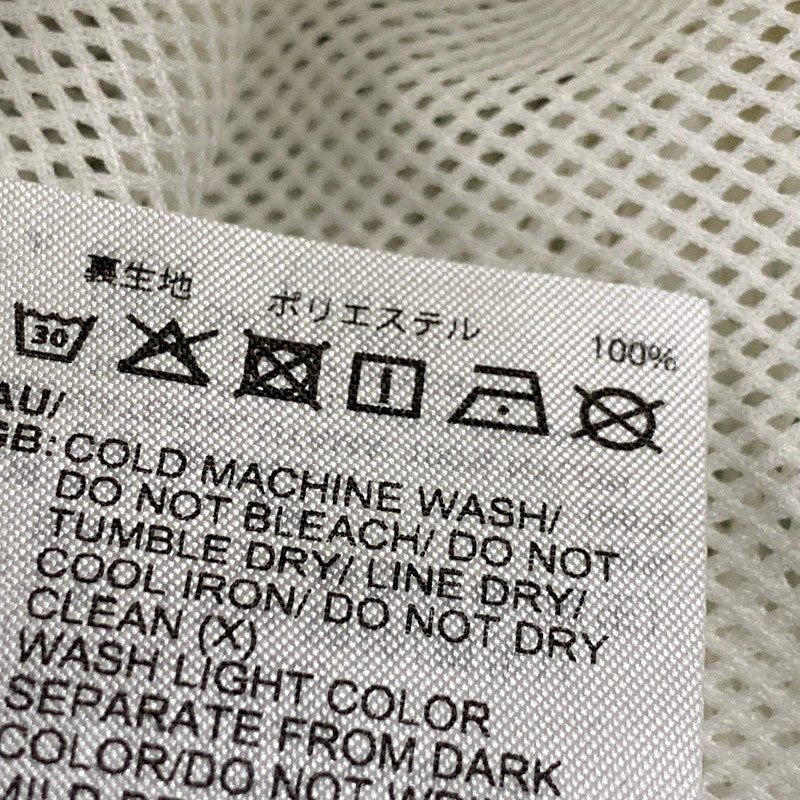 裏生地 ポリエステル 100%
30
AU/
GB: COLD MACHINE WASH/
DO NOT BLEACH/ DO NOT
TUMBLE DRY/ LINE DRY/
COOL IRON/ DO NOT DRY
CLEAN (X)
WASH LIGHT COLOR
SEPARATE FROM DARK
COLOR/DO NOT